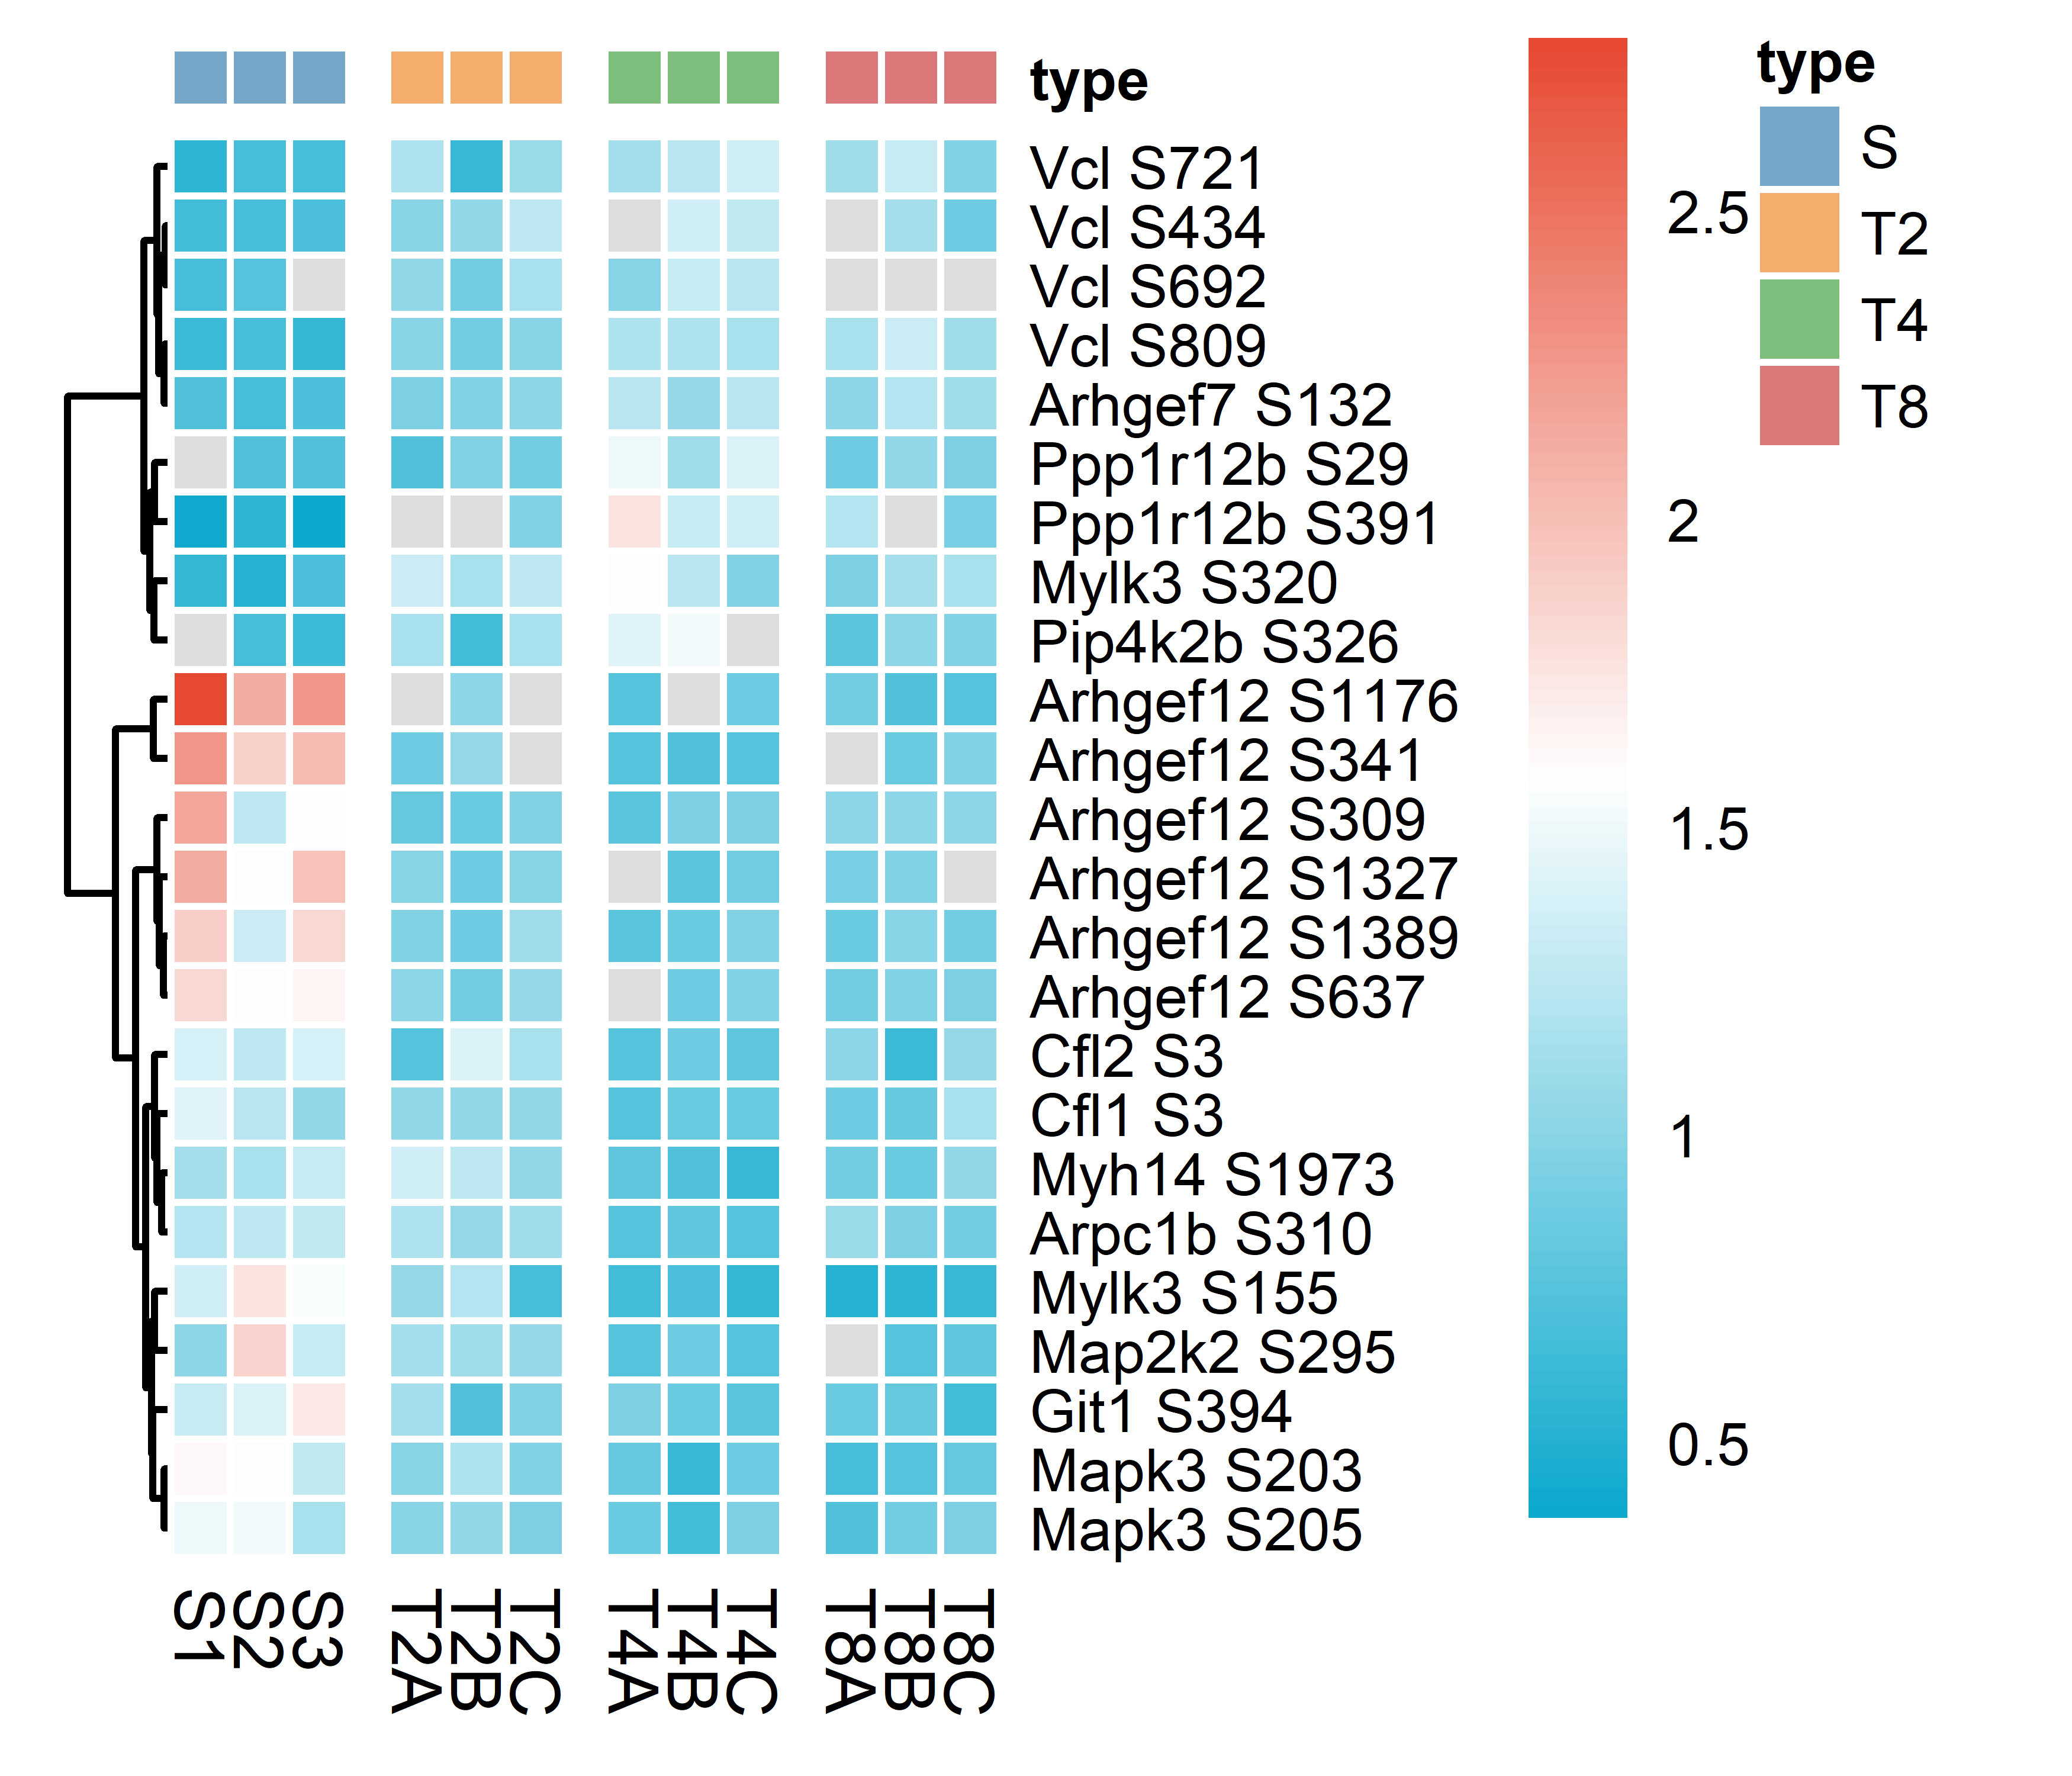 type
Vcl S721
Vcl S434
Vcl S692
Vcl S809
Arhgef7 S132
Ppp1r12b S29
Ppp1r12b S391
Mylk3 S320
Pip4k2b S326
Arhgef12 S1176
Arhgef12 S341
Arhgef12 S309
Arhgef12 S1327
Arhgef12 S1389
Arhgef12 S637
Cfl2 S3
Cfl1 S3
Myh14 S1973
Arpc1b S310
Mylk3 S155
Map2k2 S295
Git1 S394
Mapk3 S203
Mapk3 S205
S1
S2
S3
T2A
T2B
T2C
T4A
T4B
T4C
T8A
T8B
T8C
2.5
2
1.5
1
0.5
type
S
T2
T4
T8